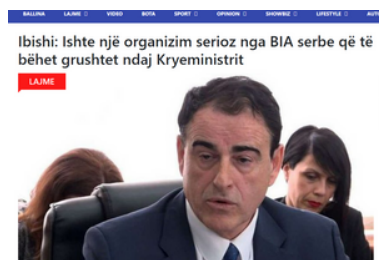 BALLINA LAJME VIDEO BOTA SPORT OPINION SHOWBIZ LIFESTYLE AUTO
Ibishi: Ishte një organizim serioz nga BIA serbe që të
bëhet grushtet ndaj Kryeministrit
LAJME